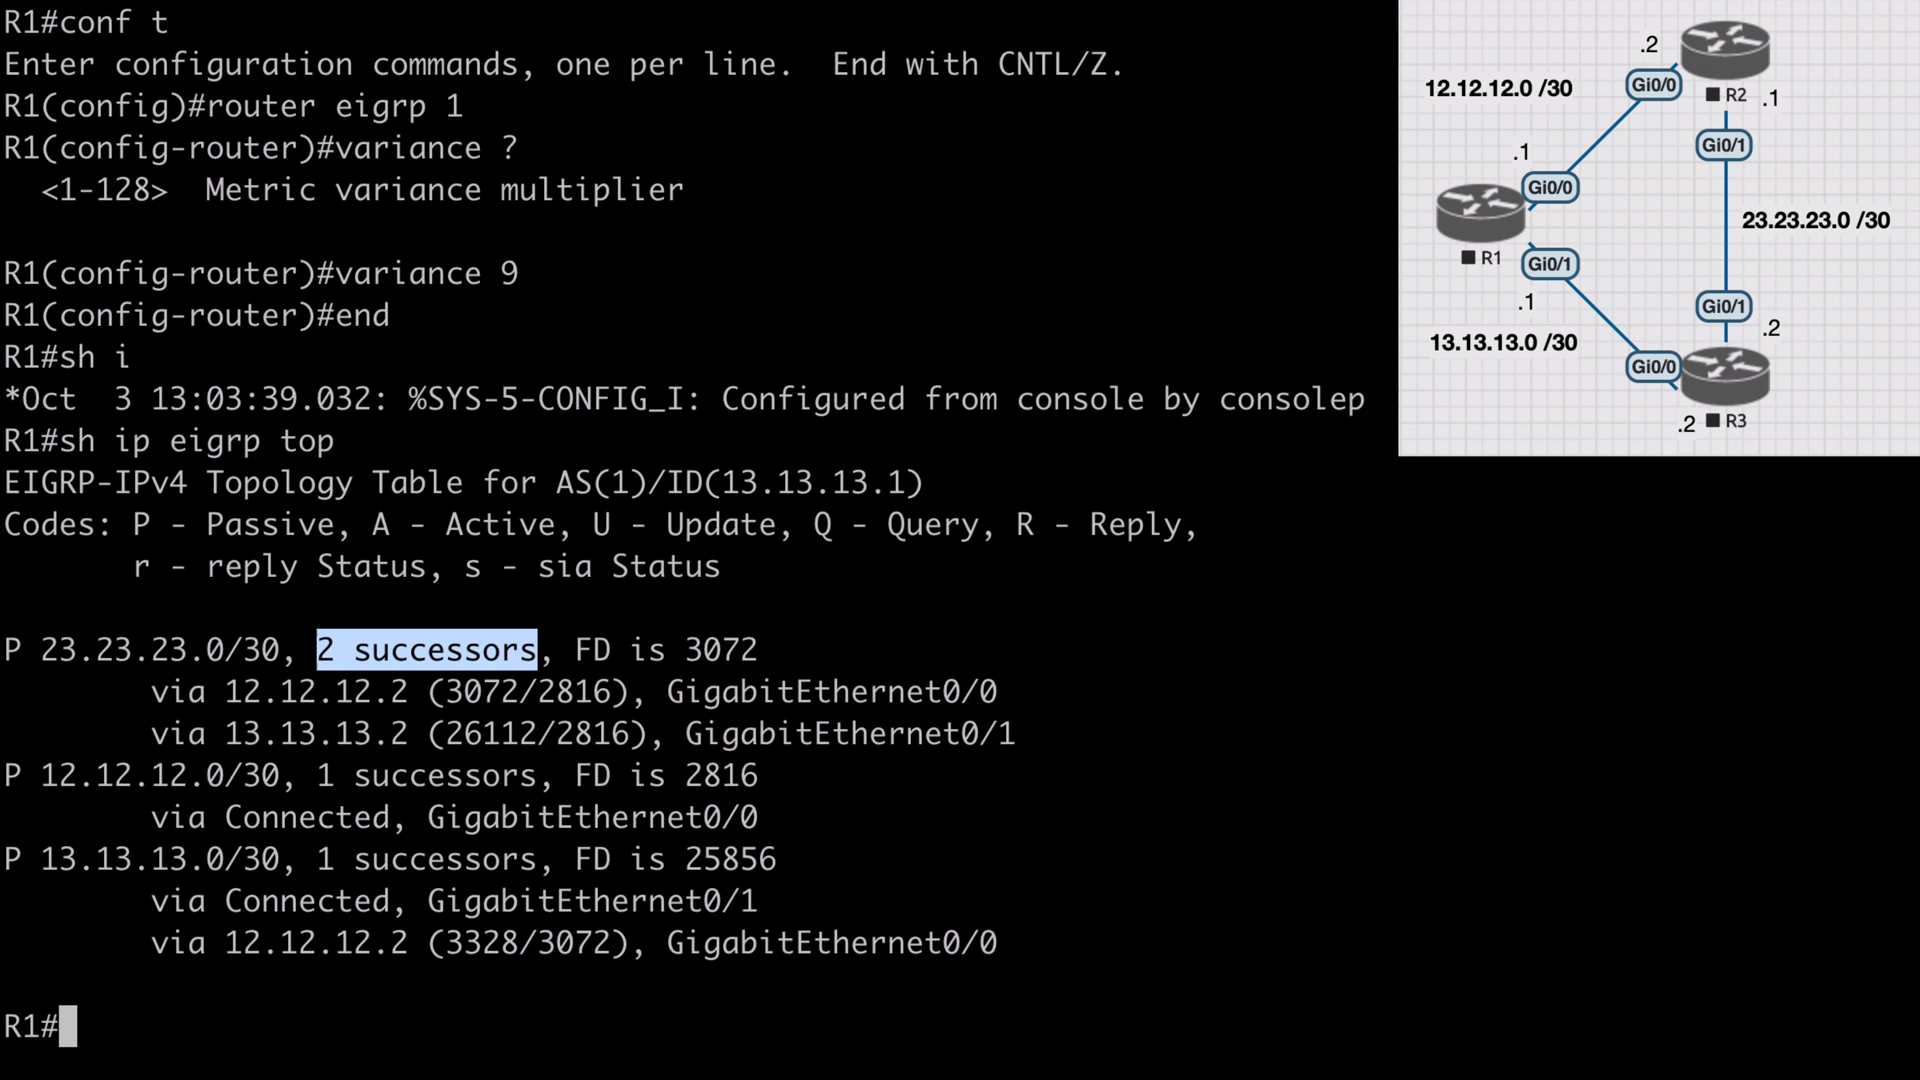 R1#conf t
Enter configuration commands, one per line.  End with CNTL/Z.
R1(config)#router eigrp 1
R1(config-router)#variance ?
  <1-128>  Metric variance multiplier
R1(config-router)#variance 9
R1(config-router)#end
R1#sh i
*Oct  3 13:03:39.032: %SYS-5-CONFIG_I: Configured from console by consolep
R1#sh ip eigrp top
EIGRP-IPv4 Topology Table for AS(1)/ID(13.13.13.1)
Codes: P - Passive, A - Active, U - Update, Q - Query, R - Reply,
       r - reply Status, s - sia Status
P 23.23.23.0/30, 2 successors, FD is 3072
        via 12.12.12.2 (3072/2816), GigabitEthernet0/0
        via 13.13.13.2 (26112/2816), GigabitEthernet0/1
P 12.12.12.0/30, 1 successors, FD is 2816
        via Connected, GigabitEthernet0/0
P 13.13.13.0/30, 1 successors, FD is 25856
        via Connected, GigabitEthernet0/1
        via 12.12.12.2 (3328/3072), GigabitEthernet0/0
R1#
.2
12.12.12.0 /30
Gi0/0
R2
.1
Gi0/1
.1
Gi0/0
23.23.23.0 /30
R1
Gi0/1
.1
Gi0/1
.2
13.13.13.0 /30
Gi0/0
.2
R3